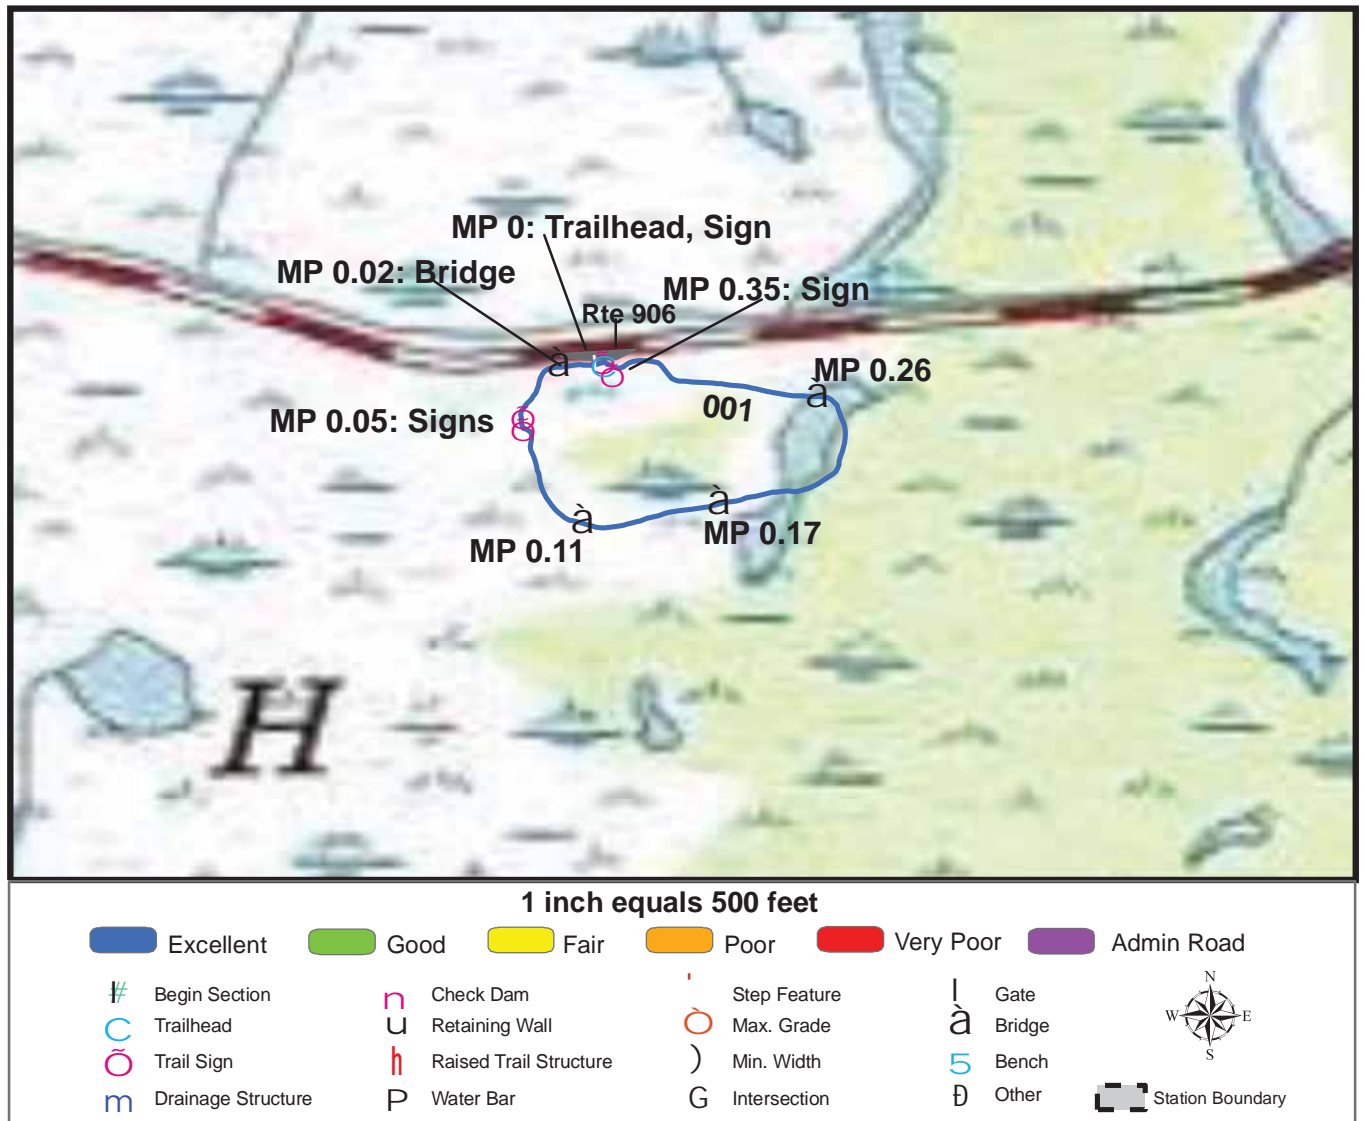 MP 0: Trailhead, Sign
MP 0.02: Bridge
MP 0.35: Sign
Rte 906
à
C
Õ
MP 0.26
à
001
MP 0.05: Signs
Õ
Õ
à
MP 0.17
à
MP 0.11
H
1 inch equals 500 feet
Excellent
Good
Fair
Poor
Very Poor
Admin Road
Begin Section
n Check Dam
' Step Feature
l Gate
N
C Trailhead
u Retaining Wall
Ò Max. Grade
à Bridge
W E
Õ Trail Sign
h Raised Trail Structure
) Min. Width
5 Bench
S
m Drainage Structure
P Water Bar
G Intersection
Ð Other
Station Boundary